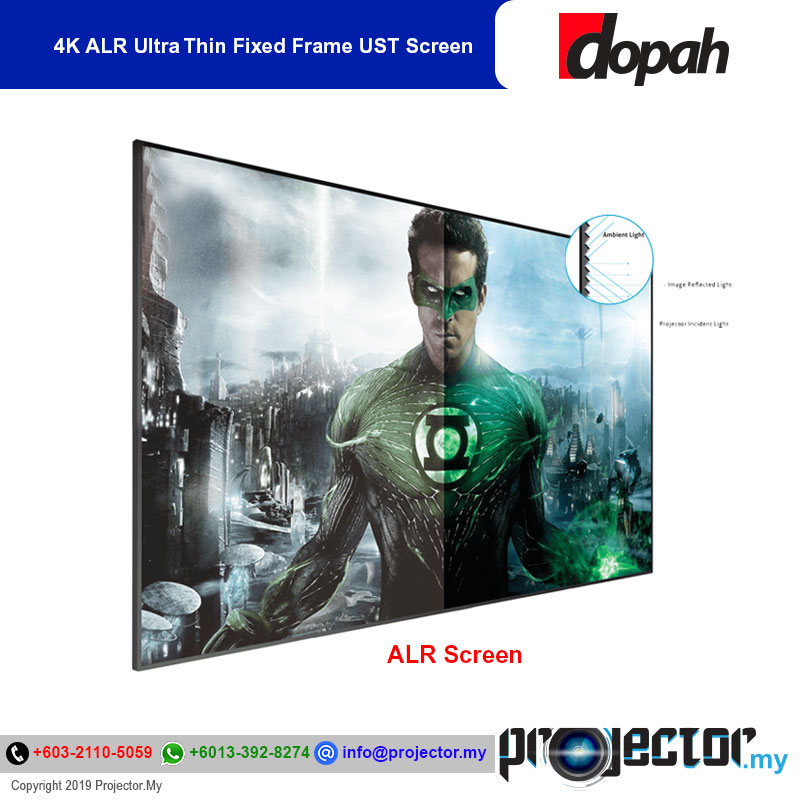 4K ALR Ultra Thin Fixed Frame UST Screen
dopah
Ambient Light
- Image Reflected Light
Projector Incident Light
ALR Screen
+603-2110-5059 +6013-392-8274 @ info@projector.my
projector.my
Copyright 2019 Projector.My